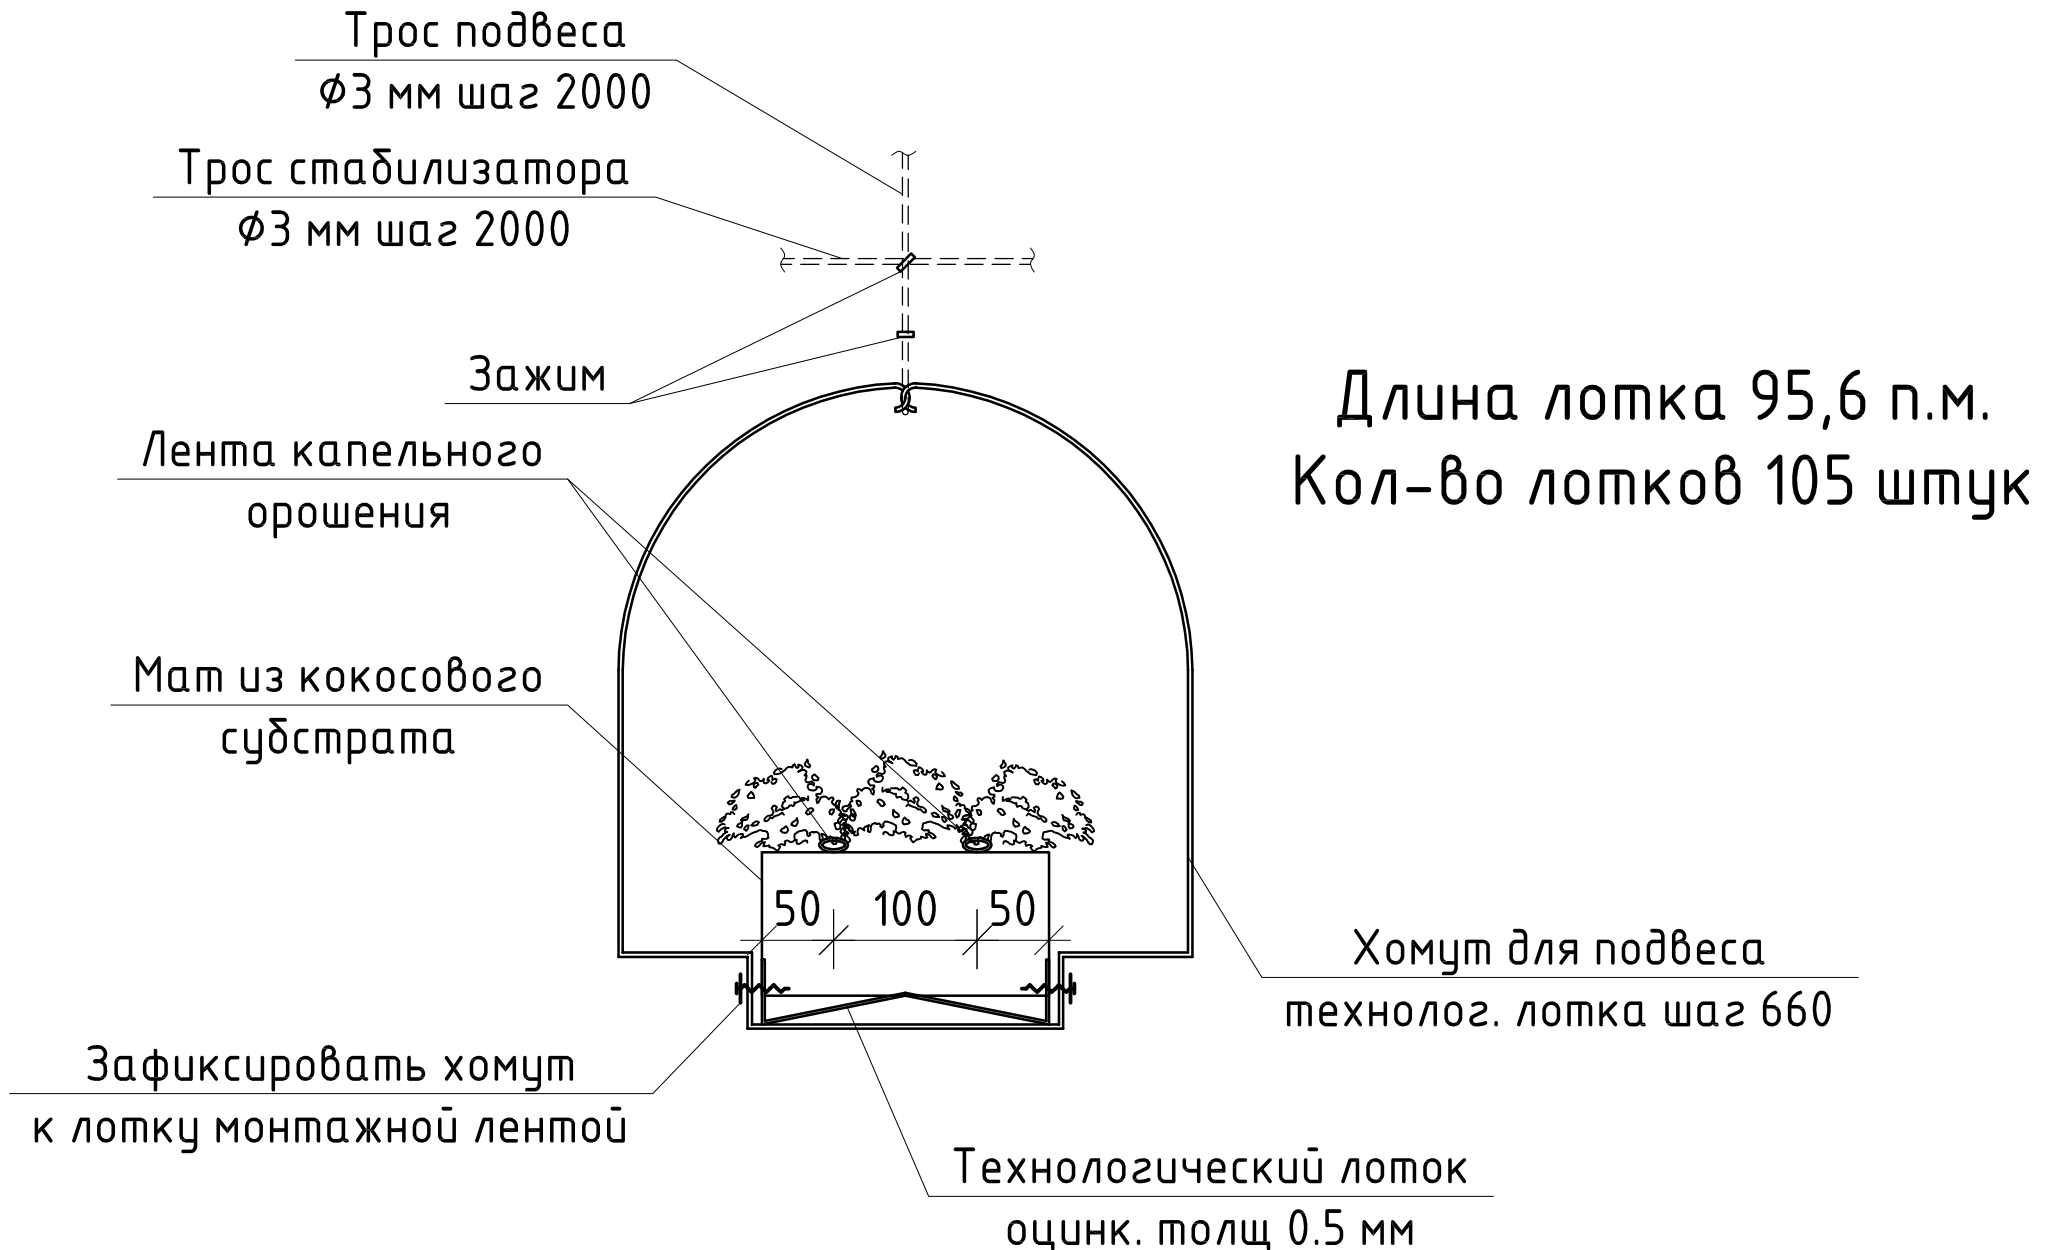 Трос подвеса
Ф3 мм шаг 2000
Трос стабилизатора
Ф3 мм шаг 2000
Зажим
Длина лотка 95,6 п.м.
Кол-во лотков 105 штук
Лента капельного
орошения
Мат из кокосового
субстрата
50 100 50
Хомут для подвеса
технолог. лотка шаг 660
Зафиксировать хомут
к лотку монтажной лентой
Технологический лоток
оцинк. толщ 0.5 мм